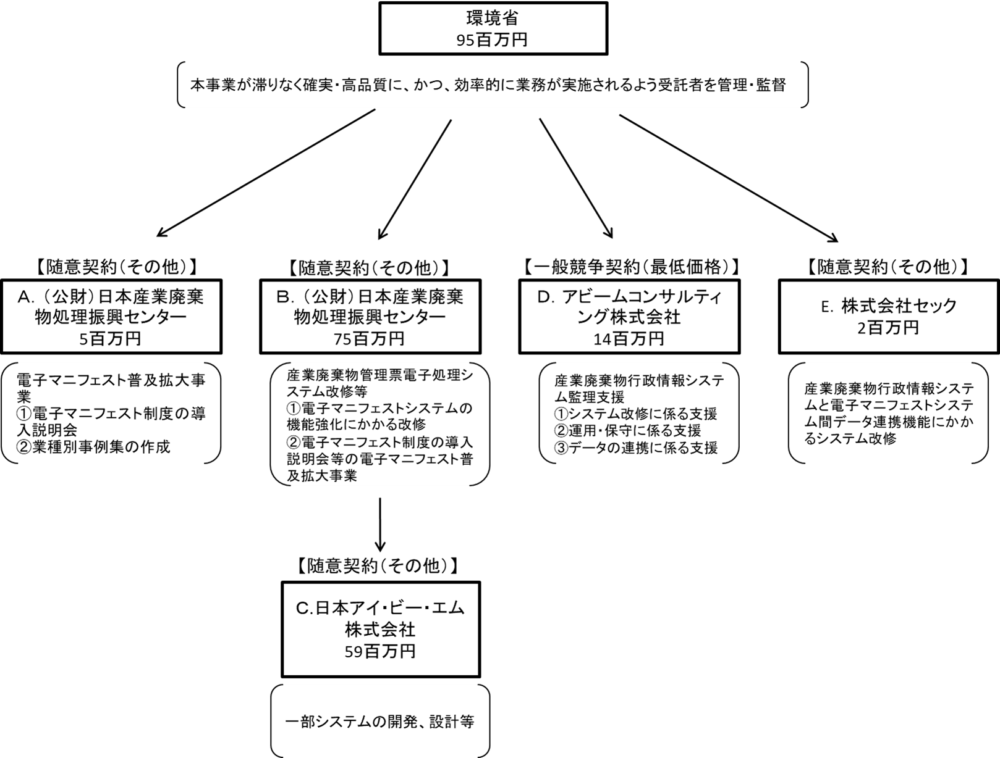 環境省
95百万円
本事業が滞りなく確実・高品質に、かつ、効率的に業務が実施されるよう受託者を管理・監督
【随意契約（その他）】
A．（公財）日本産業廃棄
物処理振興センター
5百万円
電子マニフェスト普及拡大事
業
①電子マニフェスト制度の導
入説明会
②業種別事例集の作成
【随意契約（その他）】
B．（公財）日本産業廃棄
物処理振興センター
75百万円
産業廃棄物管理票電子処理シ
ステム改修等
①電子マニフェストシステムの
機能強化にかかる改修
②電子マニフェスト制度の導入
説明会等の電子マニフェスト普
及拡大事業
【一般競争契約（最低価格）】
D．アビームコンサルティ
ング株式会社
14百万円
産業廃棄物行政情報システ
ム監理支援
①システム改修に係る支援
②運用・保守に係る支援
③データの連携に係る支援
【随意契約（その他）】
E. 株式会社セック
2百万円
産業廃棄物行政情報システ
ムと電子マニフェストシステ
ム間データ連携機能にかか
るシステム改修
【随意契約（その他）】
C.日本アイ・ビー・エム
株式会社
59百万円
一部システムの開発、設計等